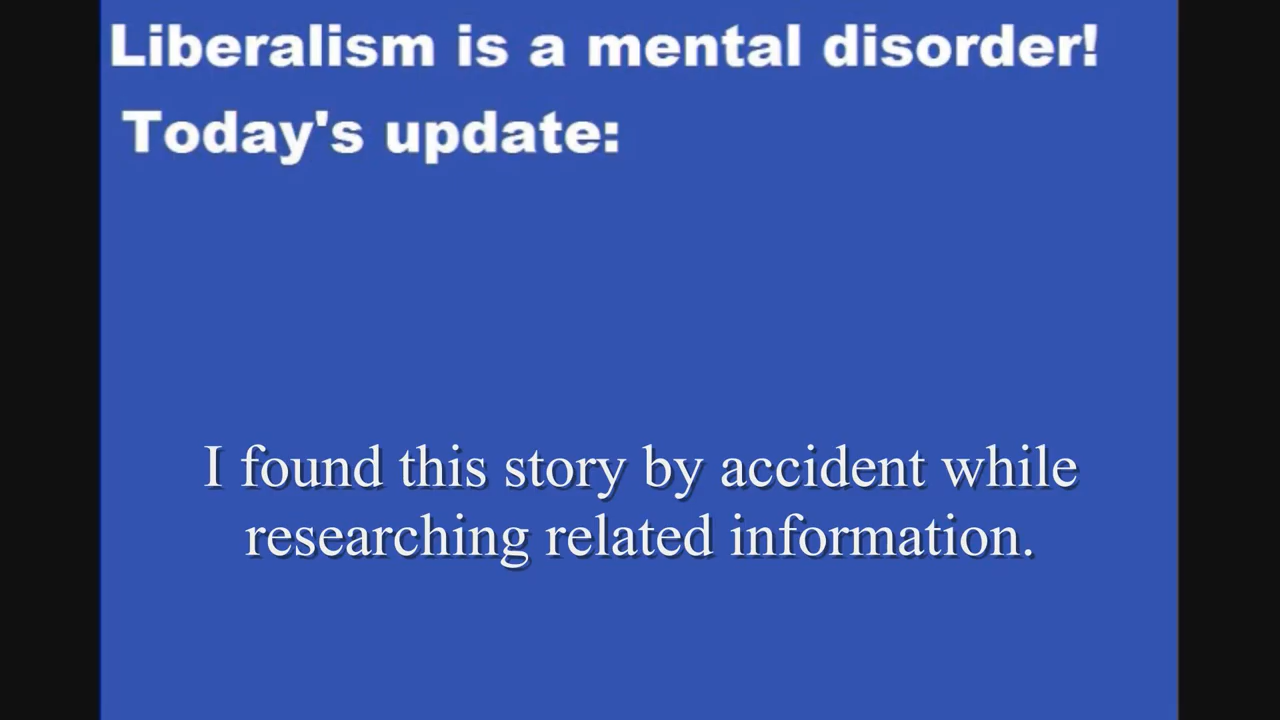 Liberalism is a mental disorder!
Today's update:
I found this story by accident while
researching related information.